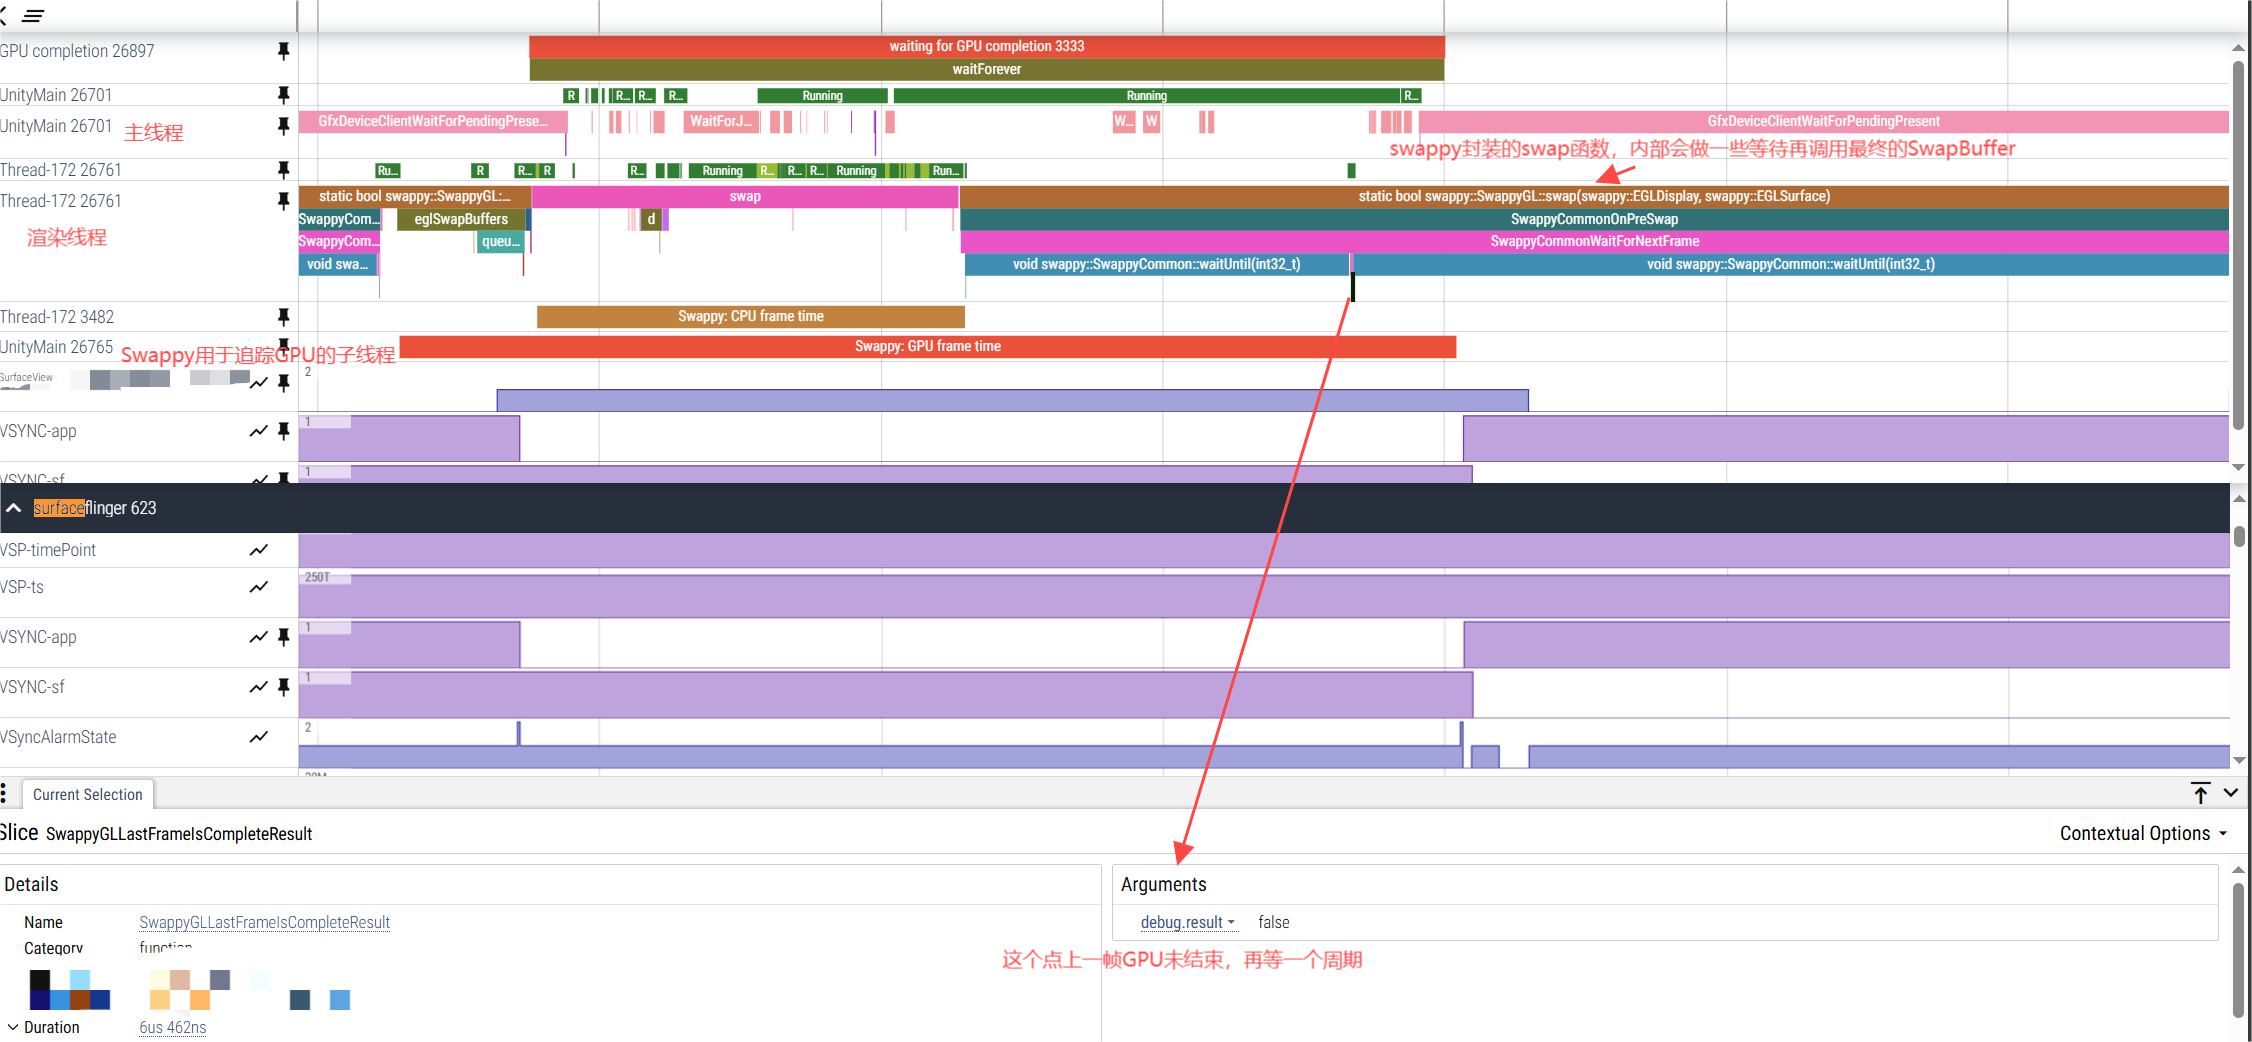 GPU completion 26897
waiting for GPU completion 3333
waitForever
UnityMain 26701
R R... R... R... Running Running R...
UnityMain 26701 主线程
GfxDeviceClientWaitForPendingPrese... WaitForJ... W... W GfxDeviceClientWaitForPendingPresent
swappy封装的swap函数，内部会做一些等待再调用最终的SwapBuffer
Thread-172 26761
Ru... R R... R R... Running R... R... R... Running Run...
Thread-172 26761
渲染线程
static bool swappy::SwappyGL:... swap static bool swappy::SwappyGL::swap(swappy::EGLDisplay, swappy::EGLSurface)
SwappyCom... eglSwapBuffers d SwappyCommonOnPreSwap
SwappyCom... queu... SwappyCommonWaitForNextFrame
void swa... void swappy::SwappyCommon::waitUntil(int32_t) void swappy::SwappyCommon::waitUntil(int32_t)
Thread-172 3482
Swappy: CPU frame time
UnityMain 26765
Swappy用于追踪GPU的子线程
Swappy: GPU frame time
SurfaceView
2
VSYNC-app
1
VSYNC-sf
1
surfaceflinger 623
VSP-timePoint
VSP-ts
250T
VSYNC-app
1
VSYNC-sf
1
VSyncAlarmState
2
20M
Current Selection
Slice SwappyGLLastFrameIsCompleteResult
Contextual Options
Details
Name SwappyGLLastFrameIsCompleteResult
Category function
Duration 6us 462ns
Arguments
debug.result false
这个点上一帧GPU未结束，再等一个周期